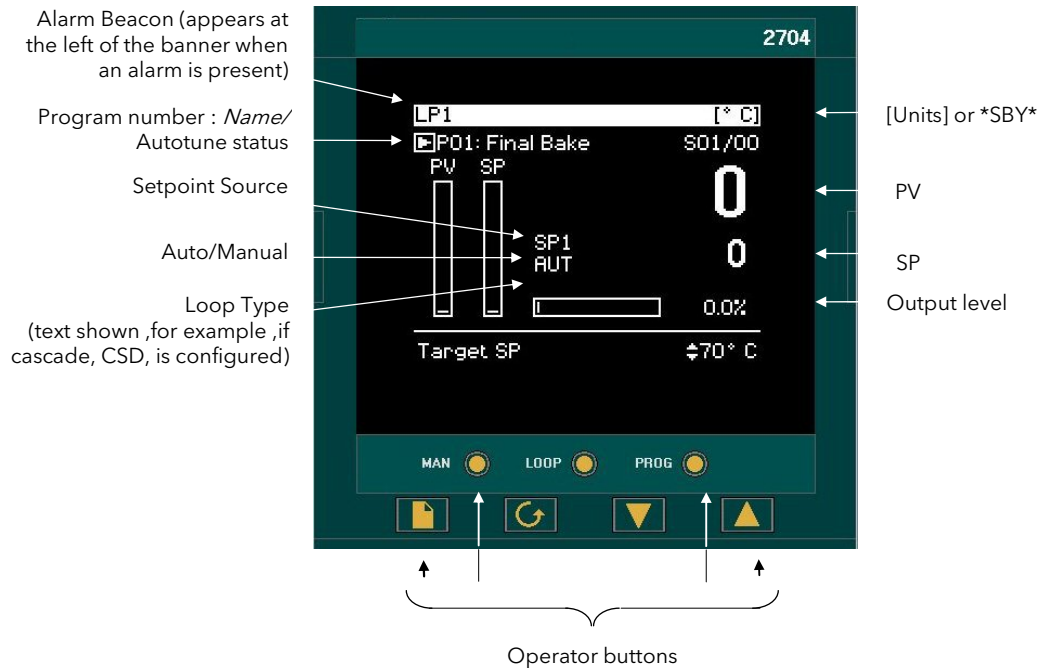 Alarm Beacon (appears at
the left of the banner when
an alarm is present)
Program number : Name/
Autotune status
Setpoint Source
Auto/Manual
Loop Type
(text shown ,for example ,if
cascade, CSD, is configured)
2704
LP1 [° C]
P01: Final Bake S01/00
PV SP
0
SP1
AUT
0
0.0%
Target SP 70° C
MAN LOOP PROG
[Units] or *SBY*
PV
SP
Output level
Operator buttons